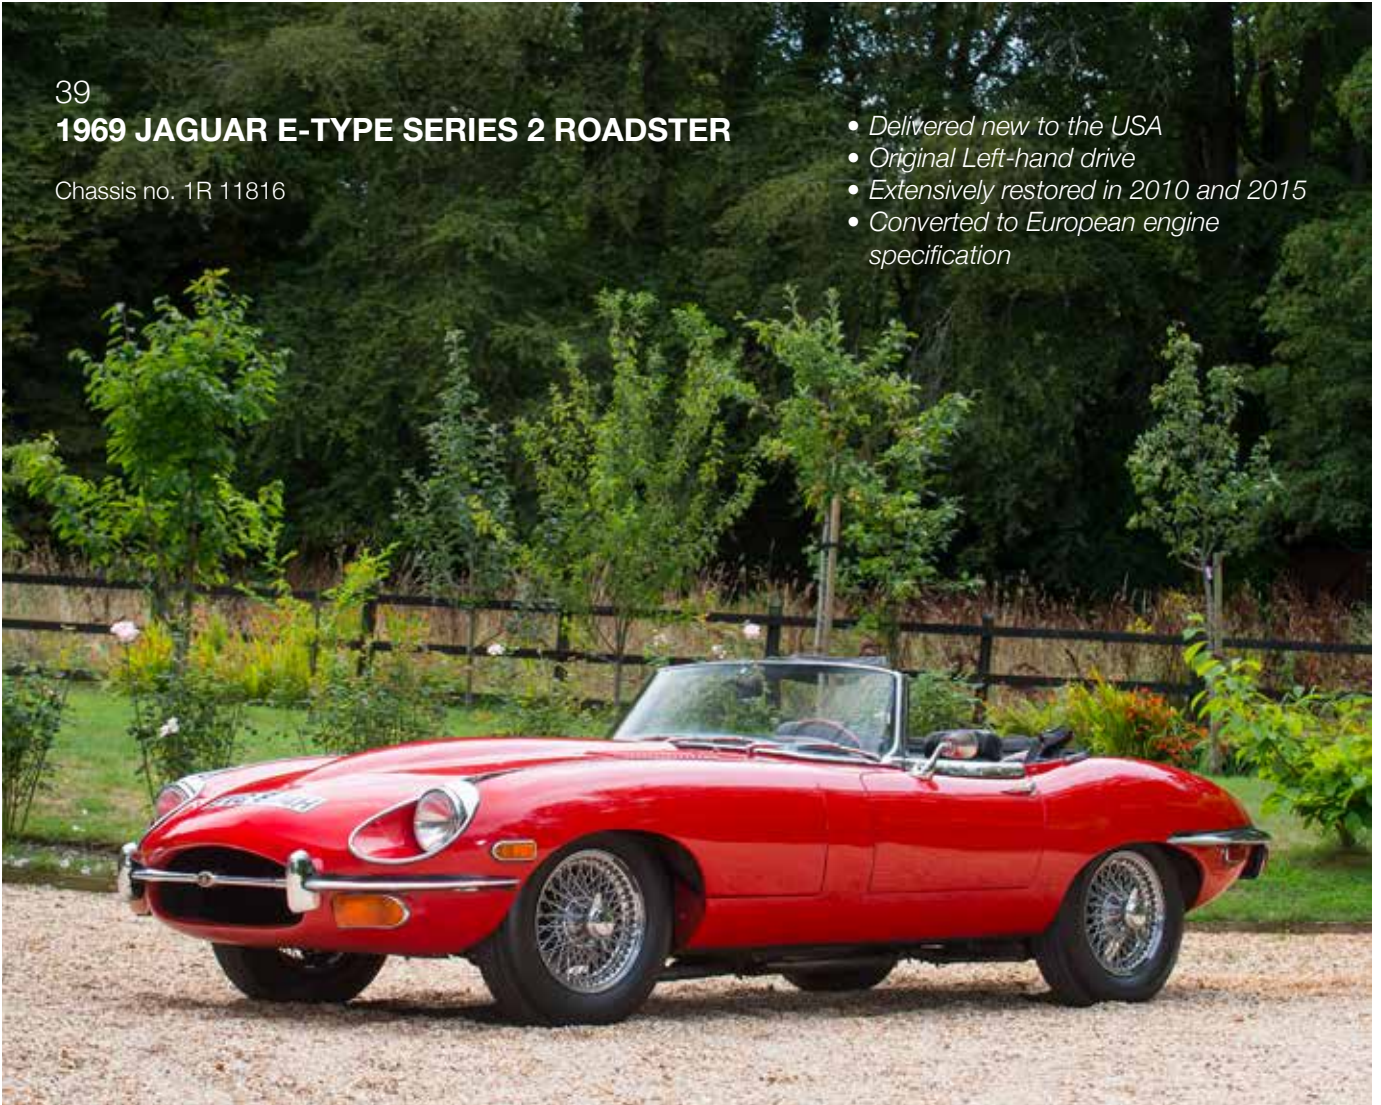 39
1969 JAGUAR E-TYPE SERIES 2 ROADSTER
Chassis no. 1R 11816
• Delivered new to the USA
• Original Left-hand drive
• Extensively restored in 2010 and 2015
• Converted to European engine
specification